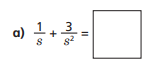 a) 1/s + 3/s² =